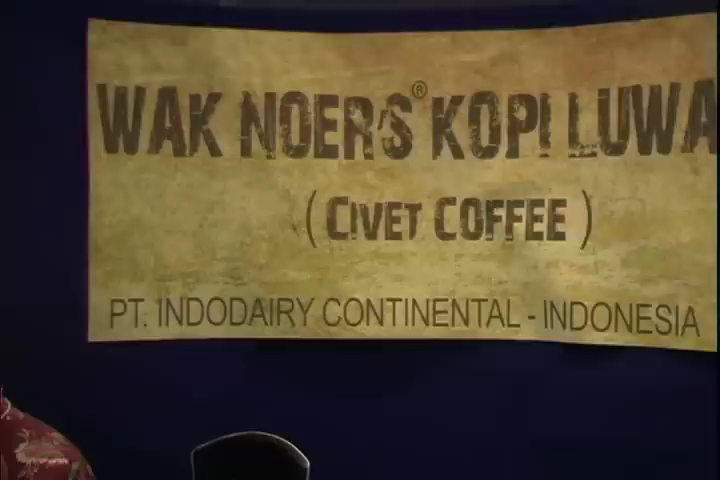 WAK NOER'S® KOPI LUWA
(CIVET COFFEE)
PT. INDODAIRY CONTINENTAL - INDONESIA